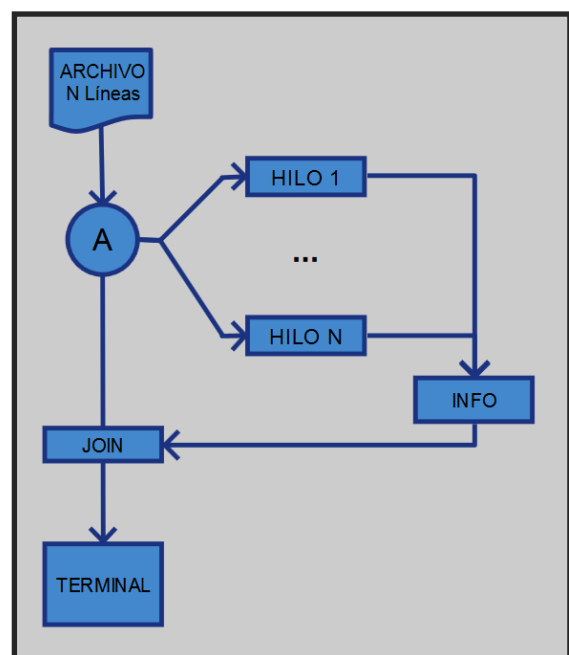 ARCHIVO
N Líneas
A
HILO 1
...
HILO N
INFO
JOIN
TERMINAL